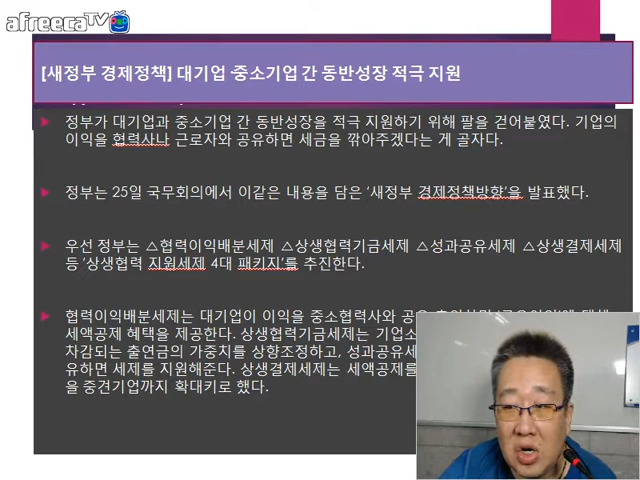 afreecaTV
[새정부 경제정책] 대기업·중소기업 간 동반성장 적극 지원
정부가 대기업과 중소기업 간 동반성장을 적극 지원하기 위해 팔을 걷어붙였다. 기업의
이익을 협력사나 근로자와 공유하면 세금을 깎아주겠다는 게 골자다.
정부는 25일 국무회의에서 이같은 내용을 담은 '새정부 경제정책방향'을 발표했다.
우선 정부는 △협력이익배분세제 △상생협력기금세제 △성과공유세제 △상생결제세제
등 '상생협력 지원세제 4대 패키지'를 추진한다.
협력이익배분세제는 대기업이 이익을 중소협력사와
세액공제 혜택을 제공한다. 상생협력기금세제는 기업소
차감되는 출연금의 가중치를 상향조정하고, 성과공유세
유하면 세제를 지원해준다. 상생결제세제는 세액공제를
을 중견기업까지 확대키로 했다.